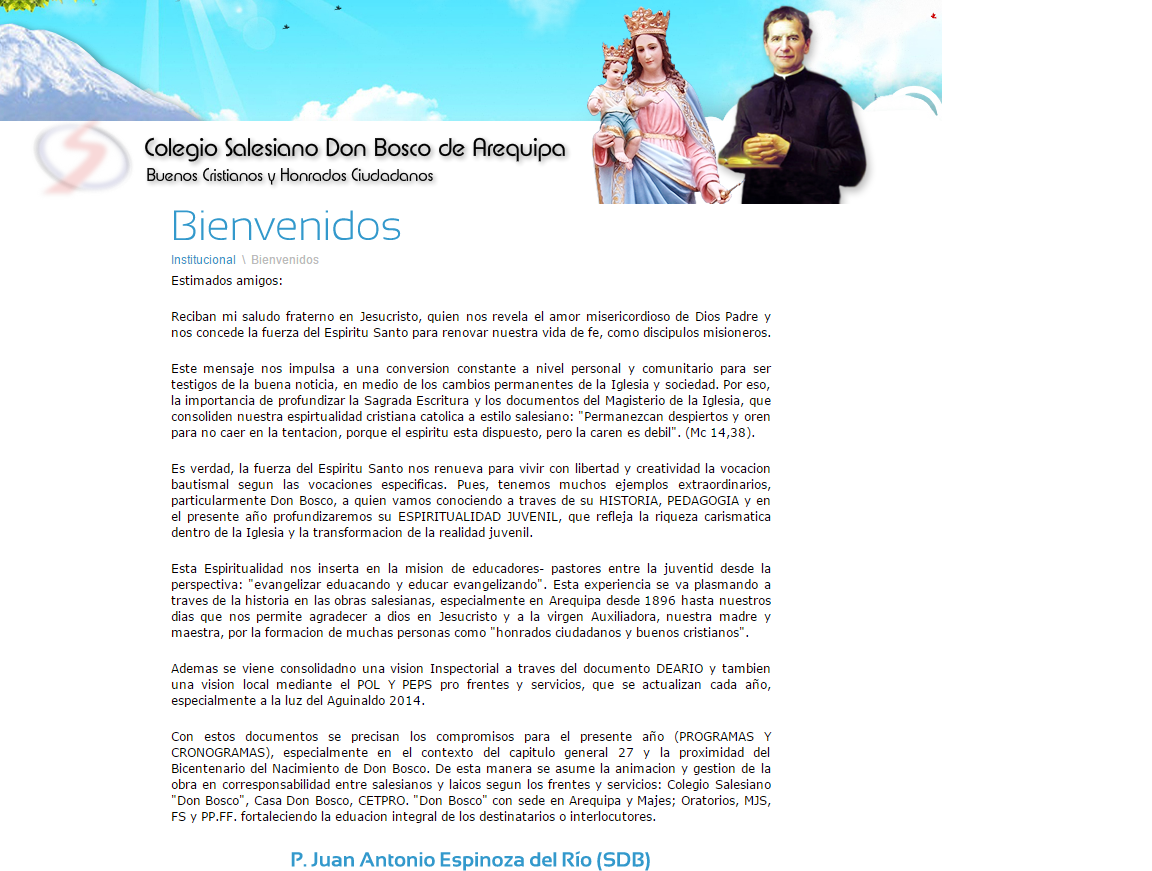 Colegio Salesiano Don Bosco de Arequipa
Buenos Cristianos y Honrados Ciudadanos
Bienvenidos
Institucional \ Bienvenidos
Estimados amigos:
Reciban mi saludo fraterno en Jesucristo, quien nos revela el amor misericordioso de Dios Padre y
nos concede la fuerza del Espiritu Santo para renovar nuestra vida de fe, como discipulos misioneros.
Este mensaje nos impulsa a una conversion constante a nivel personal y comunitario para ser
testigos de la buena noticia, en medio de los cambios permanentes de la Iglesia y sociedad. Por eso,
la importancia de profundizar la Sagrada Escritura y los documentos del Magisterio de la Iglesia, que
consoliden nuestra espirtualidad cristiana catolica a estilo salesiano: "Permanezcan despiertos y oren
para no caer en la tentacion, porque el espiritu esta dispuesto, pero la caren es debil". (Mc 14,38).
Es verdad, la fuerza del Espiritu Santo nos renueva para vivir con libertad y creatividad la vocacion
bautismal segun las vocaciones especificas. Pues, tenemos muchos ejemplos extraordinarios,
particularmente Don Bosco, a quien vamos conociendo a traves de su HISTORIA, PEDAGOGIA y en
el presente año profundizaremos su ESPIRITUALIDAD JUVENIL, que refleja la riqueza carismatica
dentro de la Iglesia y la transformacion de la realidad juvenil.
Esta Espiritualidad nos inserta en la mision de educadores- pastores entre la juventid desde la
perspectiva: "evangelizar eduacando y educar evangelizando". Esta experiencia se va plasmando a
traves de la historia en las obras salesianas, especialmente en Arequipa desde 1896 hasta nuestros
dias que nos permite agradecer a dios en Jesucristo y a la virgen Auxiliadora, nuestra madre y
maestra, por la formacion de muchas personas como "honrados ciudadanos y buenos cristianos".
Ademas se viene consolidadno una vision Inspectorial a traves del documento DEARIO y tambien
una vision local mediante el POL Y PEPS pro frentes y servicios, que se actualizan cada año,
especialmente a la luz del Aguinaldo 2014.
Con estos documentos se precisan los compromisos para el presente año (PROGRAMAS Y
CRONOGRAMAS), especialmente en el contexto del capitulo general 27 y la proximidad del
Bicentenario del Nacimiento de Don Bosco. De esta manera se asume la animacion y gestion de la
obra en corresponsabilidad entre salesianos y laicos segun los frentes y servicios: Colegio Salesiano
"Don Bosco", Casa Don Bosco, CETPRO. "Don Bosco" con sede en Arequipa y Majes; Oratorios, MJS,
FS y PP.FF. fortaleciendo la eduacion integral de los destinatarios o interlocutores.
P. Juan Antonio Espinoza del Río (SDB)